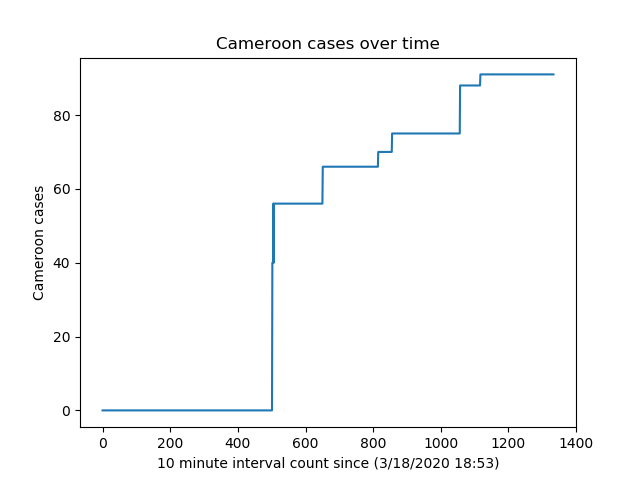 Cameroon cases over time
Cameroon cases
80
60
40
20
0
0 200 400 600 800 1000 1200 1400
10 minute interval count since (3/18/2020 18:53)